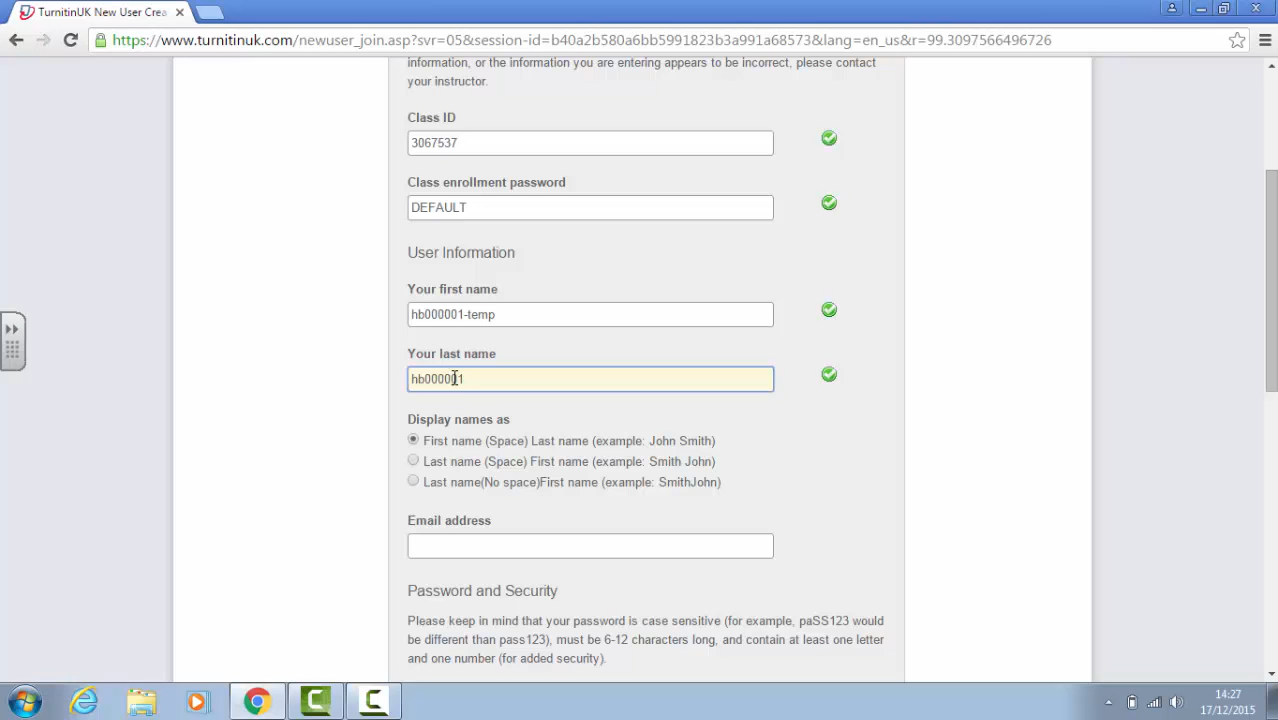 TurnitinUK New User Crea
https://www.turnitinuk.com/newuser_join.asp?svr=05&session-id=b40a2b580a6bb5991823b3a991a68573&lang=en_us&r=99.3097566496726
information, or the information you are entering appears to be incorrect, please contact
your instructor.
Class ID
3067537
Class enrollment password
DEFAULT
User Information
Your first name
hb000001-temp
Your last name
hb000001
Display names as
First name (Space) Last name (example: John Smith)
Last name (Space) First name (example: Smith John)
Last name(No space)First name (example: SmithJohn)
Email address
Password and Security
Please keep in mind that your password is case sensitive (for example, paSS123 would
be different than pass123), must be 6-12 characters long, and contain at least one letter
and one number (for added security).
14:27
17/12/2015